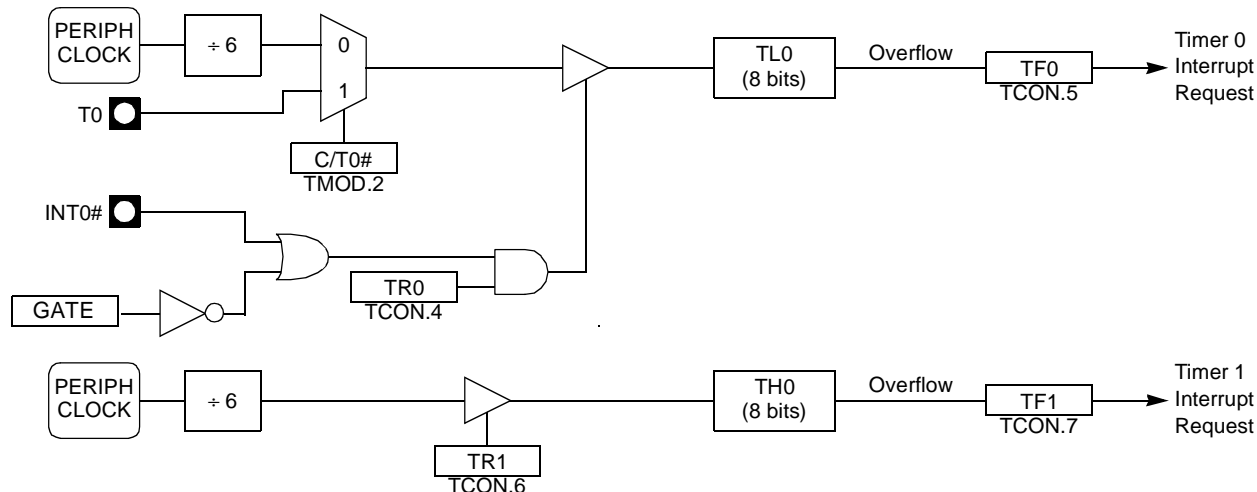 PERIPH
CLOCK
÷ 6
0
1
T0
C/T0#
TMOD.2
TL0
(8 bits)
Overflow
TF0
TCON.5
Timer 0
Interrupt
Request
INT0#
GATE
TR0
TCON.4
PERIPH
CLOCK
÷ 6
TR1
TCON.6
TH0
(8 bits)
Overflow
TF1
TCON.7
Timer 1
Interrupt
Request